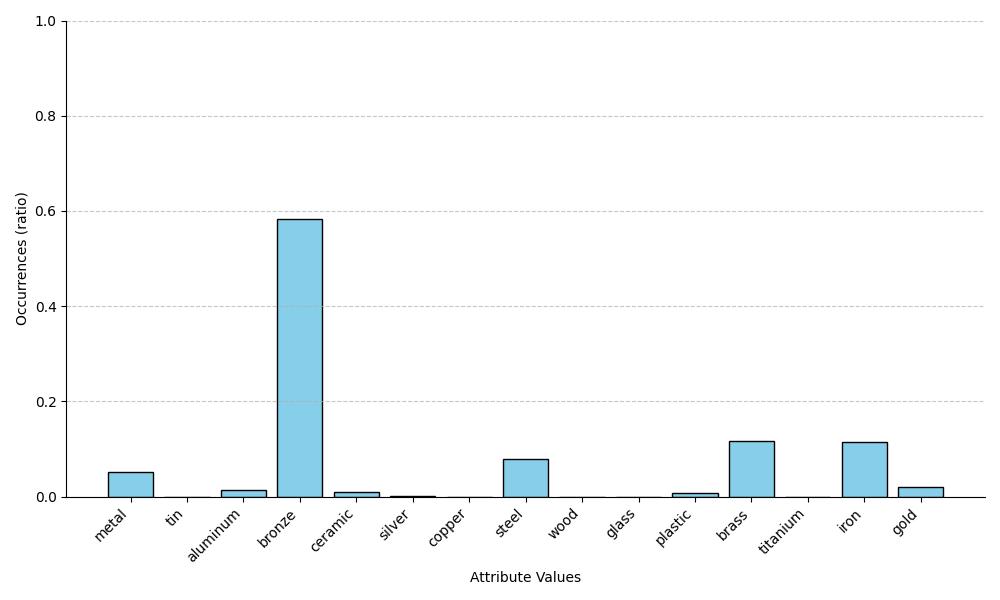 1.0
0.8
0.6
0.4
0.2
0.0
Occurrences (ratio)
metal
tin
aluminum
bronze
ceramic
silver
copper
steel
wood
glass
plastic
brass
titanium
iron
gold
Attribute Values